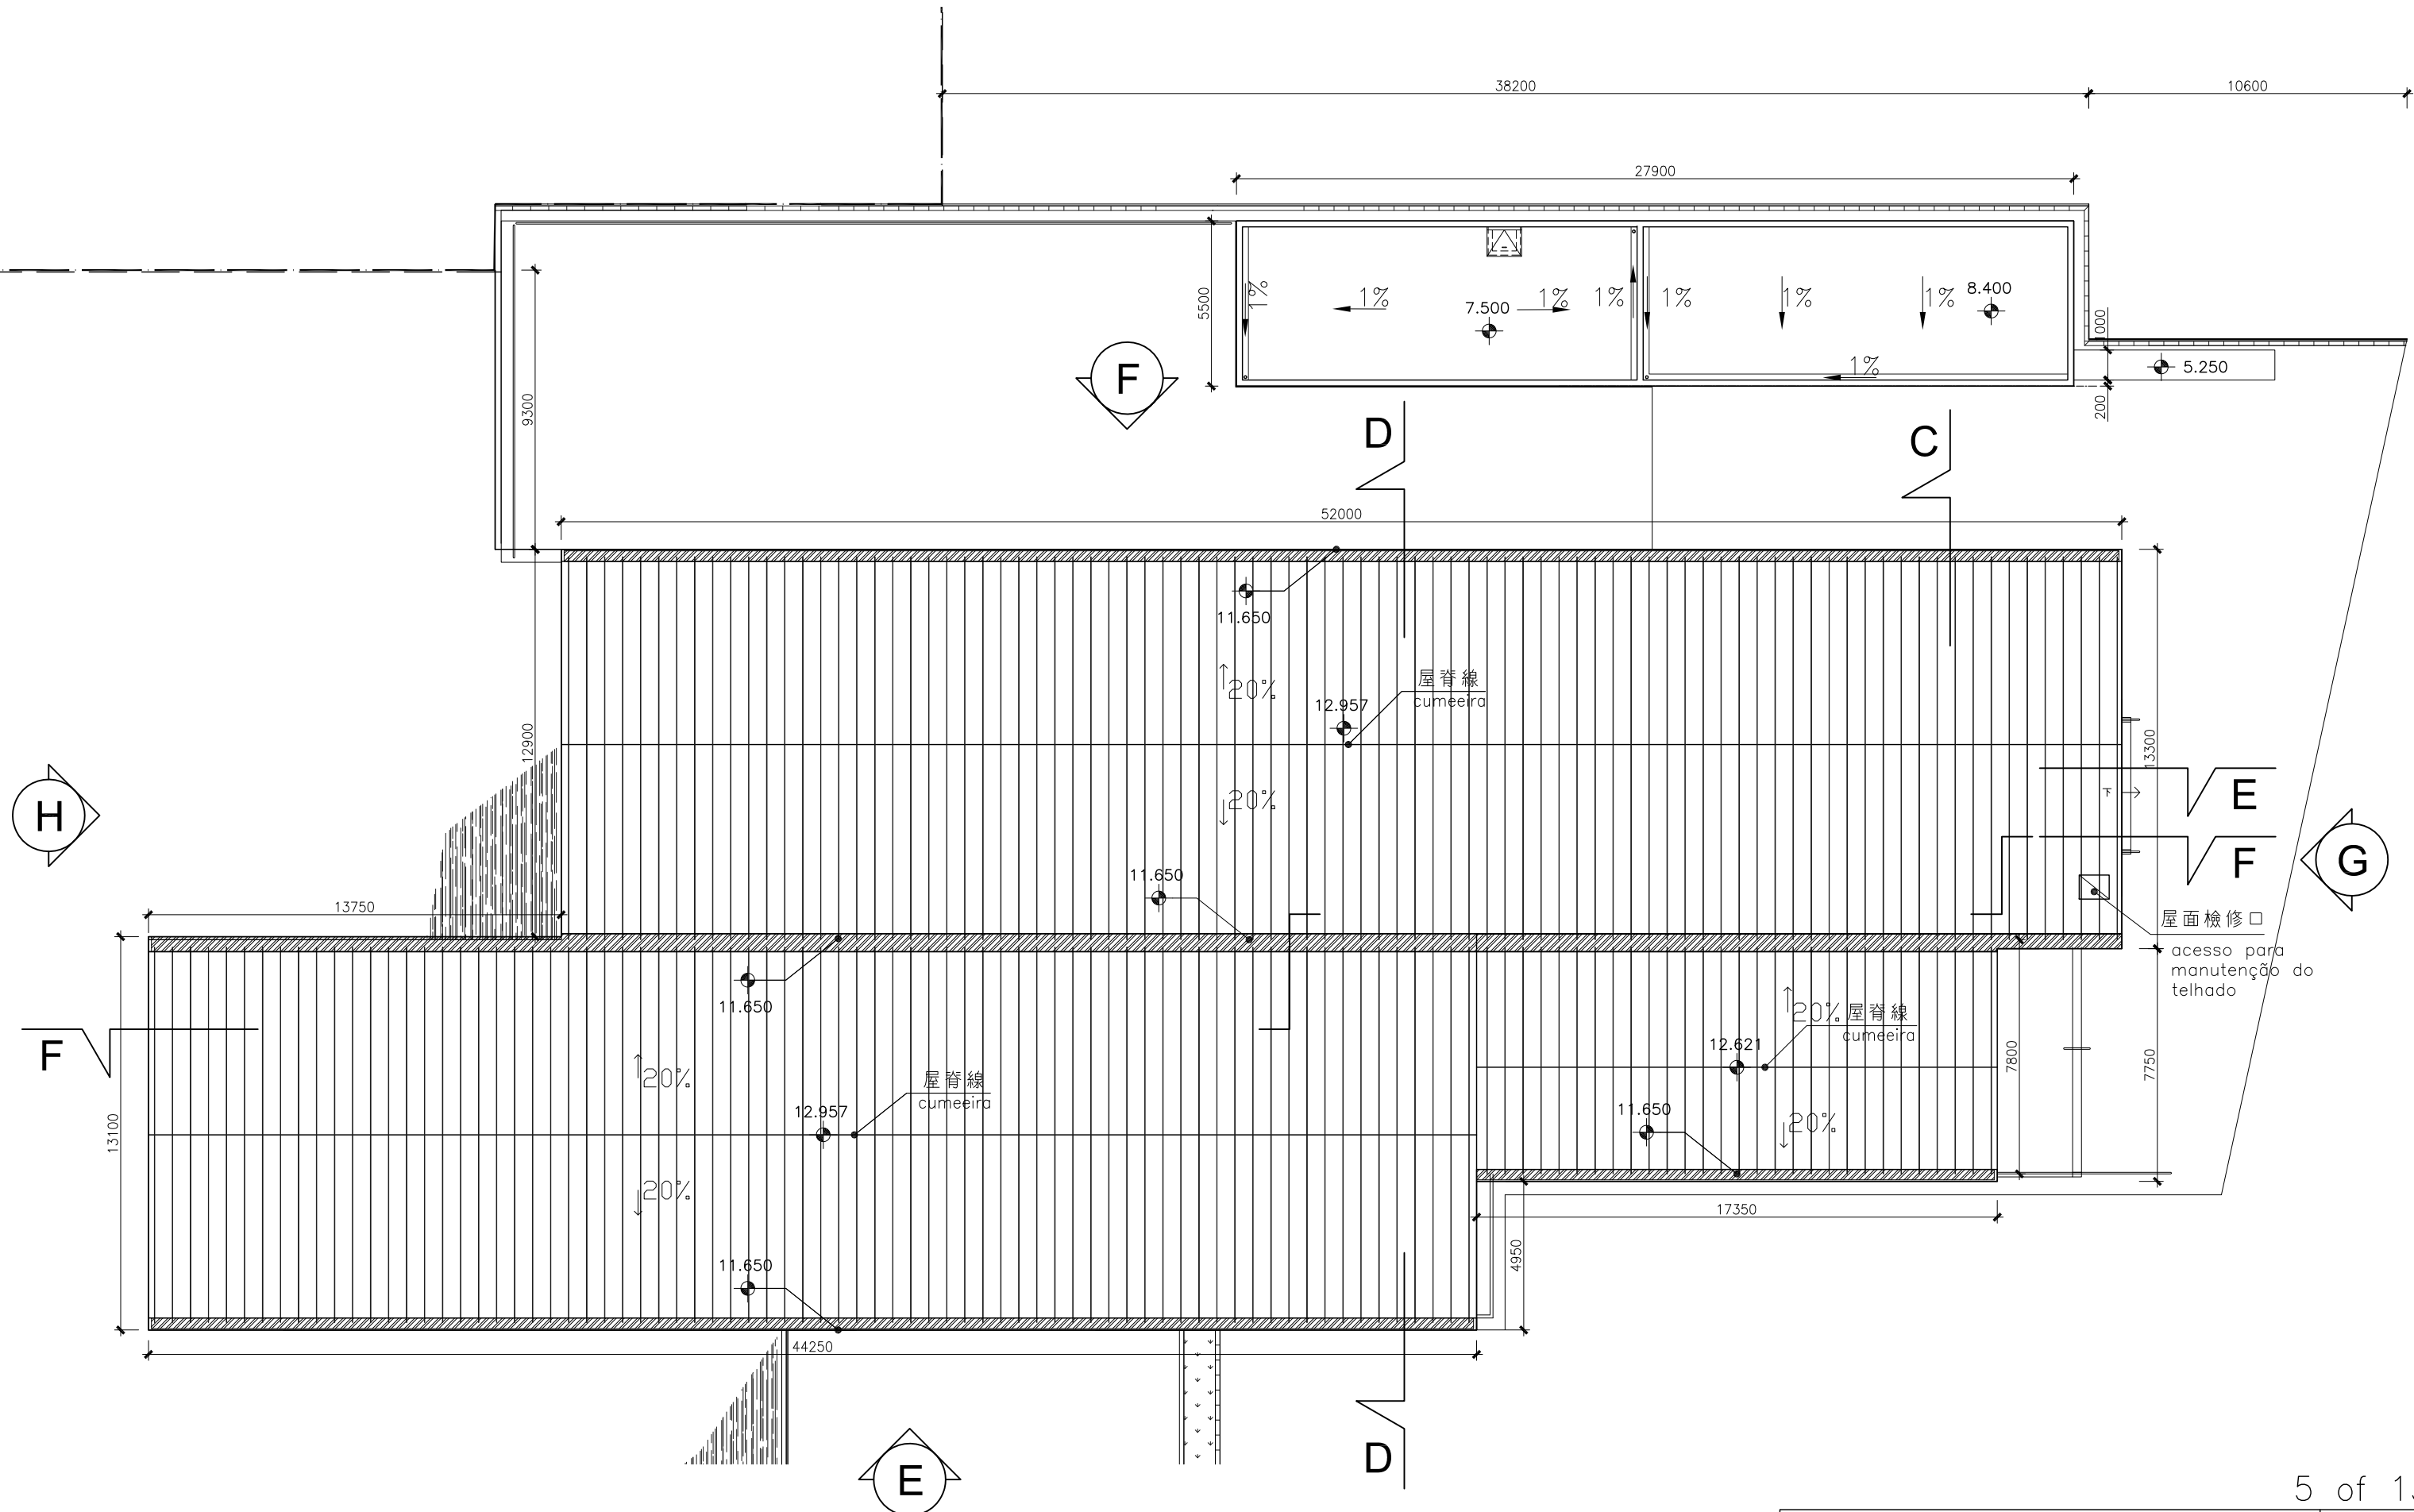 38200
10600
27900
5500
1%
1%
7.500
1%
1%
1%
1%
1%
8.400
1%
1000
5.250
200
9300
F
D
C
52000
11.650
20%
屋脊線
cumeeira
12.957
20%
12900
13300
下
E
F
H
G
11.650
屋面檢修口
acesso para
manutenção do
telhado
13750
11.650
F
20%
屋脊線
cumeeira
12.957
20%
13100
20%
屋脊線
cumeeira
12.621
11.650
20%
7800
7750
17350
4950
11.650
44250
E
D
5 of